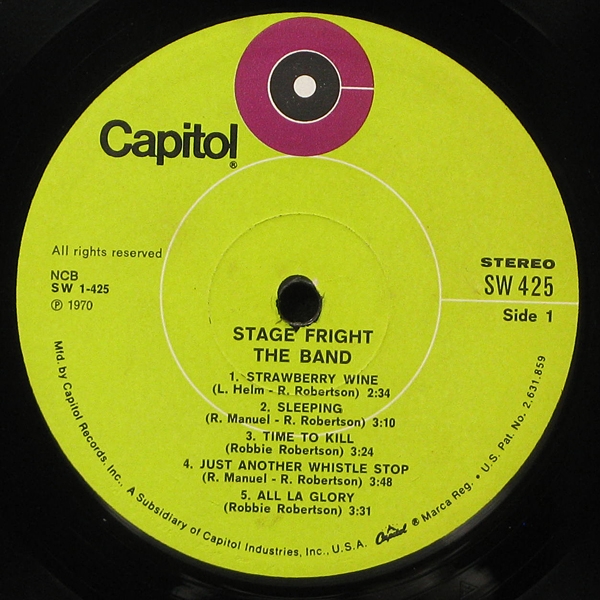 Capitol®
All rights reserved
NCB
SW 1-425
Ⓟ 1970
STEREO
SW 425
Side 1
STAGE FRIGHT
THE BAND
1. STRAWBERRY WINE
(L. Helm - R. Robertson) 2:34
2. SLEEPING
(R. Manuel - R. Robertson) 3:10
3. TIME TO KILL
(Robbie Robertson) 3:24
4. JUST ANOTHER WHISTLE STOP
(R. Manuel - R. Robertson) 3:48
5. ALL LA GLORY
(Robbie Robertson) 3:31
Mfd. by Capitol Records, Inc., A Subsidiary of Capitol Industries, Inc., U.S.A. Capitol ® Marca Reg. • U.S. Pat. No. 2,631,859